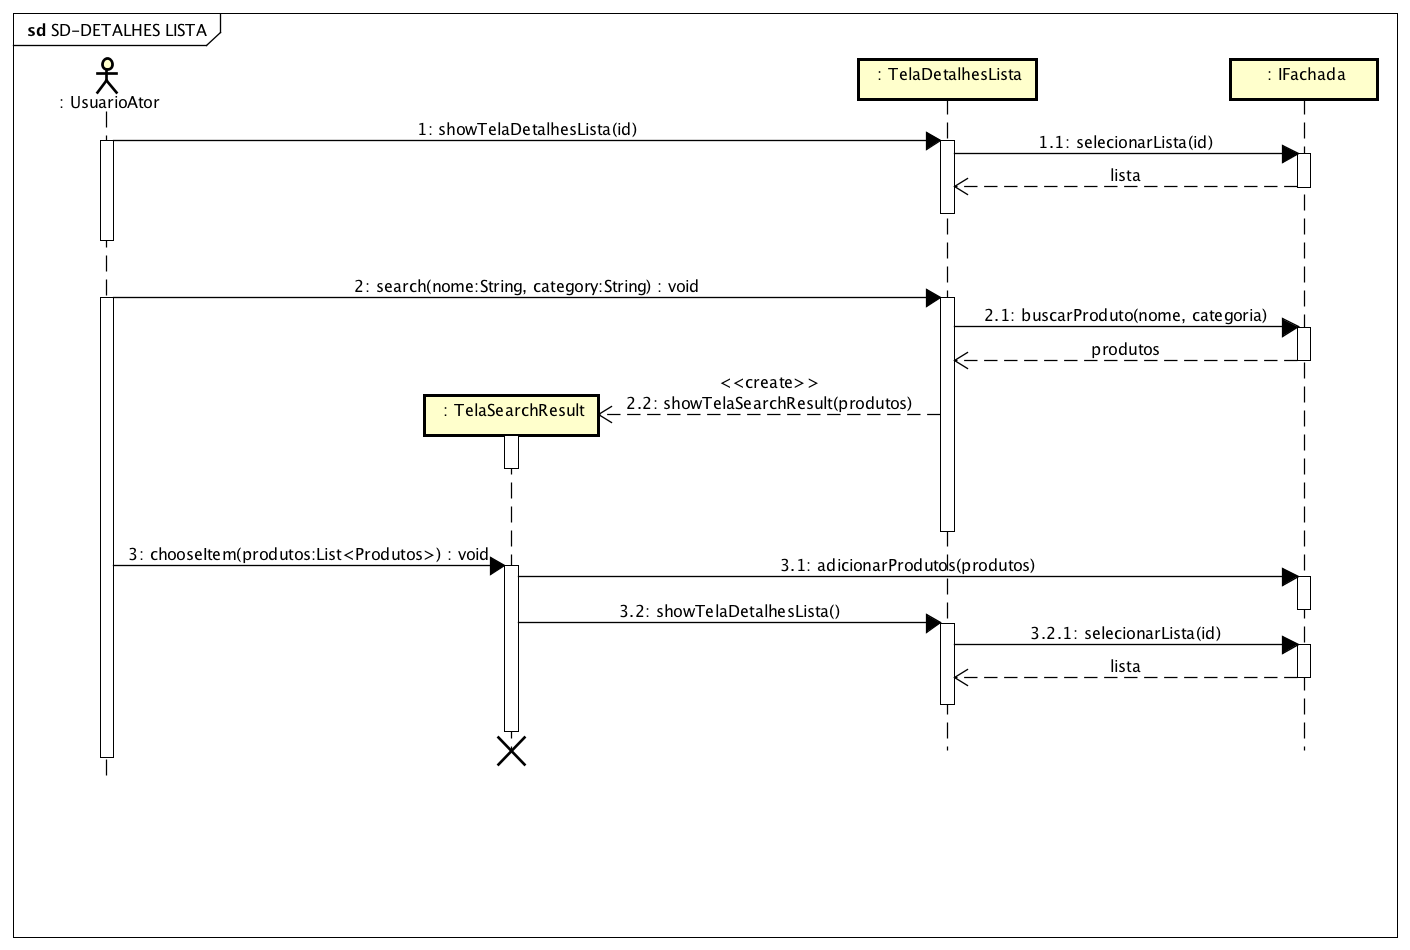 sd SD-DETALHES LISTA
: UsuarioAtor
: TelaDetalhesLista
: IFachada
1: showTelaDetalhesLista(id)
1.1: selecionarLista(id)
lista
2: search(nome:String, category:String) : void
2.1: buscarProduto(nome, categoria)
produtos
<<create>>
2.2: showTelaSearchResult(produtos)
: TelaSearchResult
3: chooseItem(produtos:List<Produtos>) : void
3.1: adicionarProdutos(produtos)
3.2: showTelaDetalhesLista()
3.2.1: selecionarLista(id)
lista